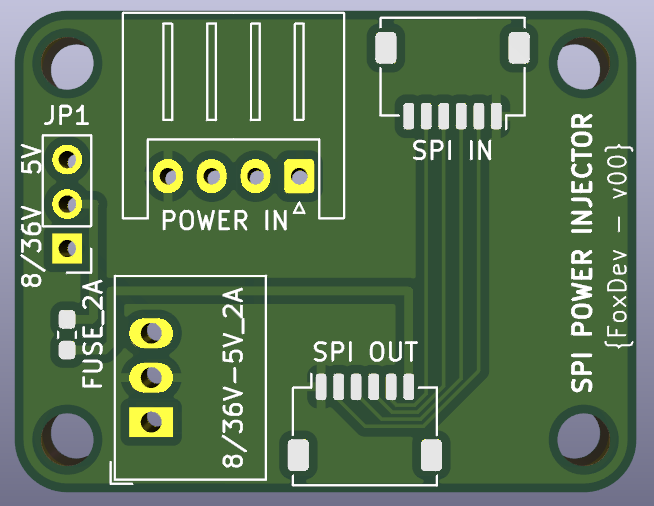 JP1
5V
8/36V
POWER IN
SPI IN
FUSE_2A
8/36V-5V_2A
SPI OUT
SPI POWER INJECTOR
{FoxDev - v00}